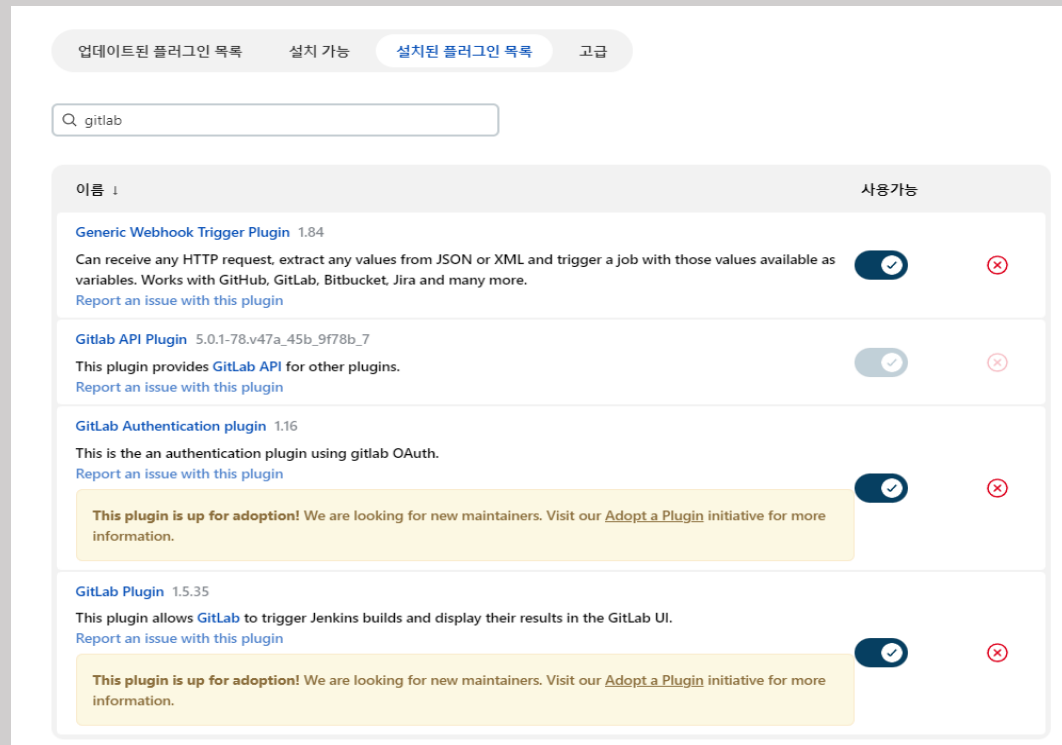 업데이트된 플러그인 목록 설치 가능 설치된 플러그인 목록 고급
gitlab
이름 ↓ 사용가능
Generic Webhook Trigger Plugin 1.84
Can receive any HTTP request, extract any values from JSON or XML and trigger a job with those values available as
variables. Works with GitHub, GitLab, Bitbucket, Jira and many more.
Report an issue with this plugin
Gitlab API Plugin 5.0.1-78.v47a_45b_9f78b_7
This plugin provides GitLab API for other plugins.
Report an issue with this plugin
GitLab Authentication plugin 1.16
This is the an authentication plugin using gitlab OAuth.
Report an issue with this plugin
This plugin is up for adoption! We are looking for new maintainers. Visit our Adopt a Plugin initiative for more
information.
GitLab Plugin 1.5.35
This plugin allows GitLab to trigger Jenkins builds and display their results in the GitLab UI.
Report an issue with this plugin
This plugin is up for adoption! We are looking for new maintainers. Visit our Adopt a Plugin initiative for more
information.